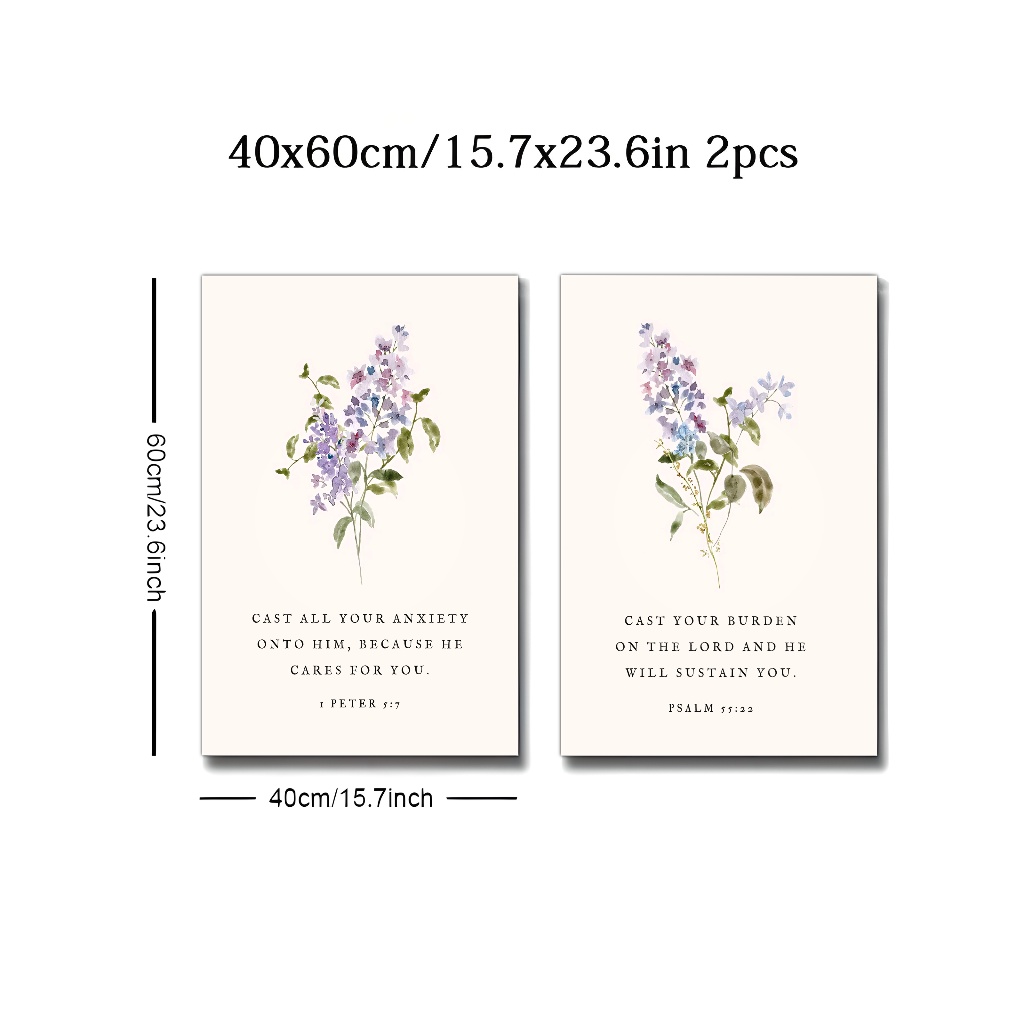 40x60cm/15.7x23.6in 2pcs
60cm/23.6inch
CAST ALL YOUR ANXIETY
ONTO HIM, BECAUSE HE
CARES FOR YOU.
1 PETER 5:7
CAST YOUR BURDEN
ON THE LORD AND HE
WILL SUSTAIN YOU.
PSALM 55:22
40cm/15.7inch